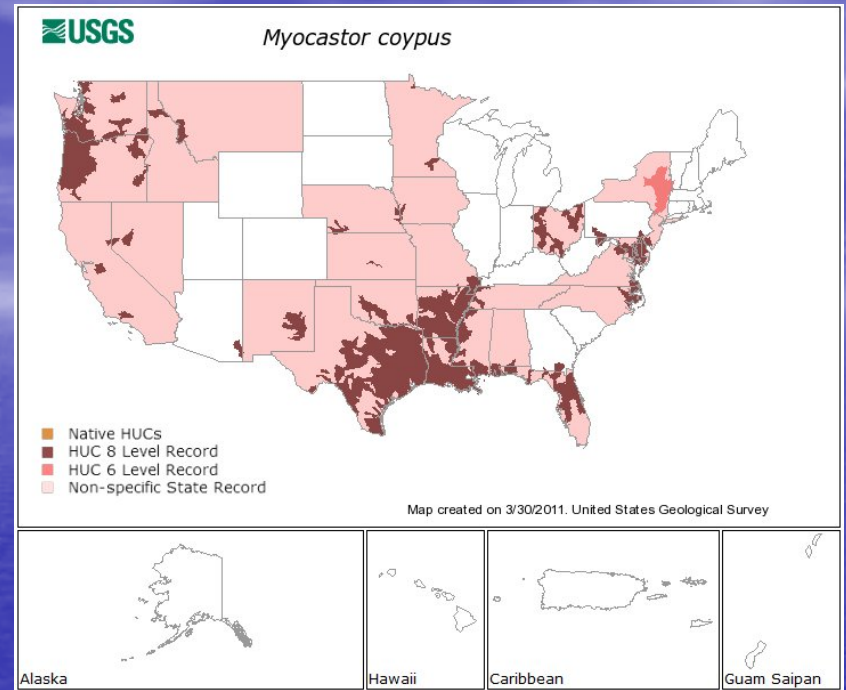 USGS
Myocastor coypus
Native HUCs
HUC 8 Level Record
HUC 6 Level Record
Non-specific State Record
Map created on 3/30/2011. United States Geological Survey
Alaska
Hawaii
Caribbean
Guam Saipan